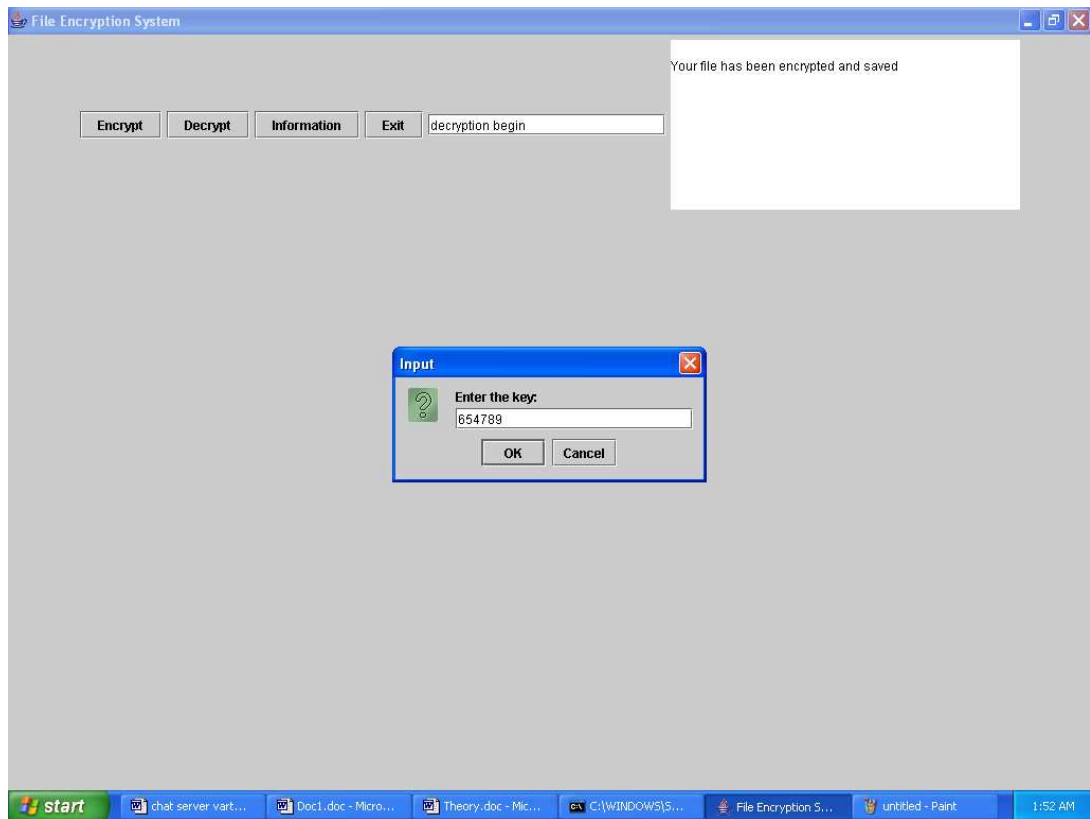 File Encryption System
Your file has been encrypted and saved
Encrypt Decrypt Information Exit decryption begin
Input
Enter the key:
654789
OK Cancel
start chat server vart... Doc1.doc - Micro... Theory.doc - Mic... C:\WINDOWS\S... File Encryption S... untitled - Paint 1:52 AM